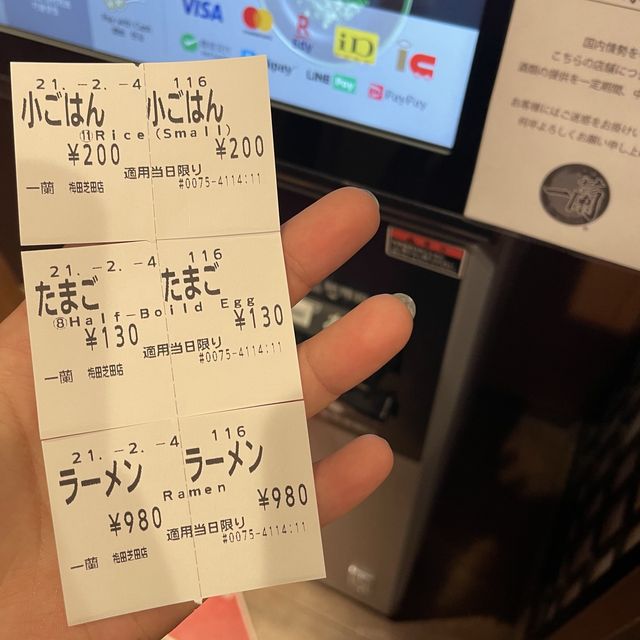 VISA
iD
LINE Pay
PayPay
国内情勢を
こちらの店舗につ
酒類の提供を一定期間、中
お客様にはご迷惑をお掛け
何卒よろしくお願い申し上
一蘭
21.-2.-4 116
小ごはん 小ごはん
⑪Rice (Small)
¥200 ¥200
適用当日限り
一蘭 梅田芝田店 #0075-4114:11
21.-2.-4 116
たまご たまご
⑧Half-Boild Egg
¥130 ¥130
適用当日限り
一蘭 梅田芝田店 #0075-4114:11
21.-2.-4 116
ラーメン ラーメン
Ramen
¥980 ¥980
適用当日限り
一蘭 梅田芝田店 #0075-4114:11